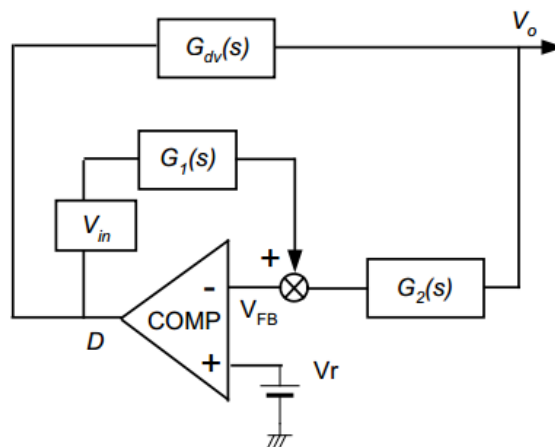 G_dv(s)
V_o
G_1(s)
V_in
+
-
COMP
V_FB
G_2(s)
D
+
Vr